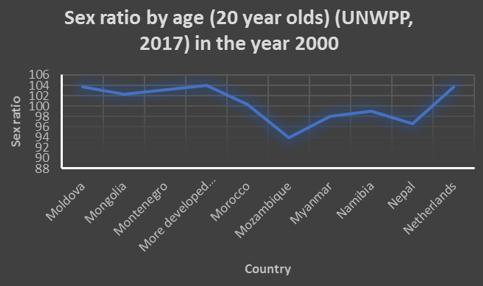 Sex ratio by age (20 year olds) (UNWPP,
2017) in the year 2000
106
104
102
100
98
96
94
92
90
88
Sex ratio
Moldova
Mongolia
Montenegro
More developed...
Morocco
Mozambique
Myanmar
Namibia
Nepal
Netherlands
Country